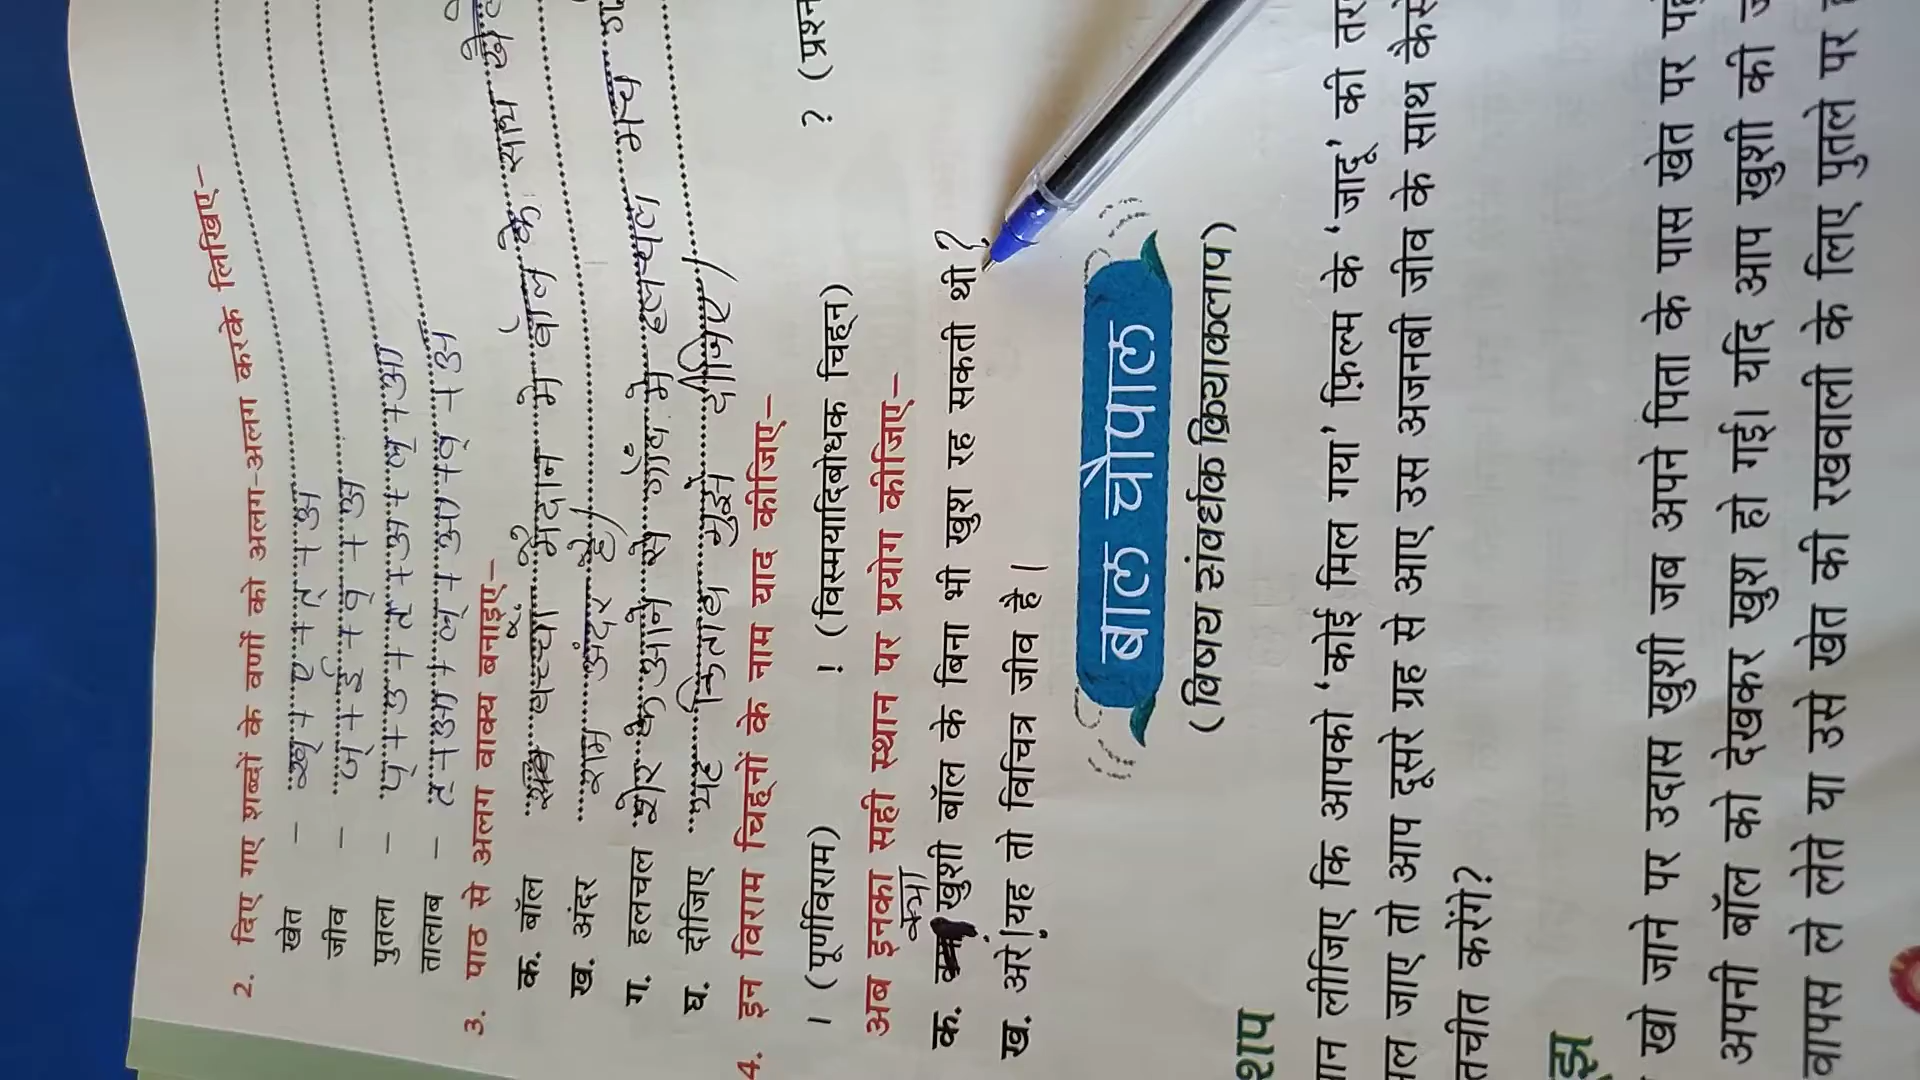 2. दिए गए शब्दों के वर्णों को अलग-अलग करके लिखिए–
खेत – ख् + ए + त् + अ
जीव – ज् + ई + व् + अ
पुतला – प् + उ + त् + अ + ल् + आ
तालाब – त् + आ + ल् + आ + ब् + अ
3. पाठ से अलग वाक्य बनाइए–
क. बॉल बच्चा मैदान में बॉल के साथ
ख. अंदर राम अंदर है।
ग. हलचल शेर के आने से गाँव में हलचल मच
घ. दीजिए यह किताब मुझे दीजिए।
4. इन विराम चिह्नों के नाम याद कीजिए–
। (पूर्णविराम) ! (विस्मयादिबोधक चिह्न) ? (प्रश्न
अब इनका सही स्थान पर प्रयोग कीजिए–
क. क्या खुशी बॉल के बिना भी खुश रह सकती थी ?
ख. अरे ! यह तो विचित्र जीव है ।
बाल चौपाल
(विषय संवर्धक क्रियाकलाप)
शप
मान लीजिए कि आपको ‘कोई मिल गया’ फ़िल्म के ‘जादू’ की तर
मल जाए तो आप दूसरे ग्रह से आए उस अजनबी जीव के साथ कैसे
तचीत करेंगे?
खो जाने पर उदास खुशी जब अपने पिता के पास खेत पर पह
अपनी बॉल को देखकर खुश हो गई। यदि आप खुशी की ज
वापस ले लेते या उसे खेत की रखवाली के लिए पुतले पर